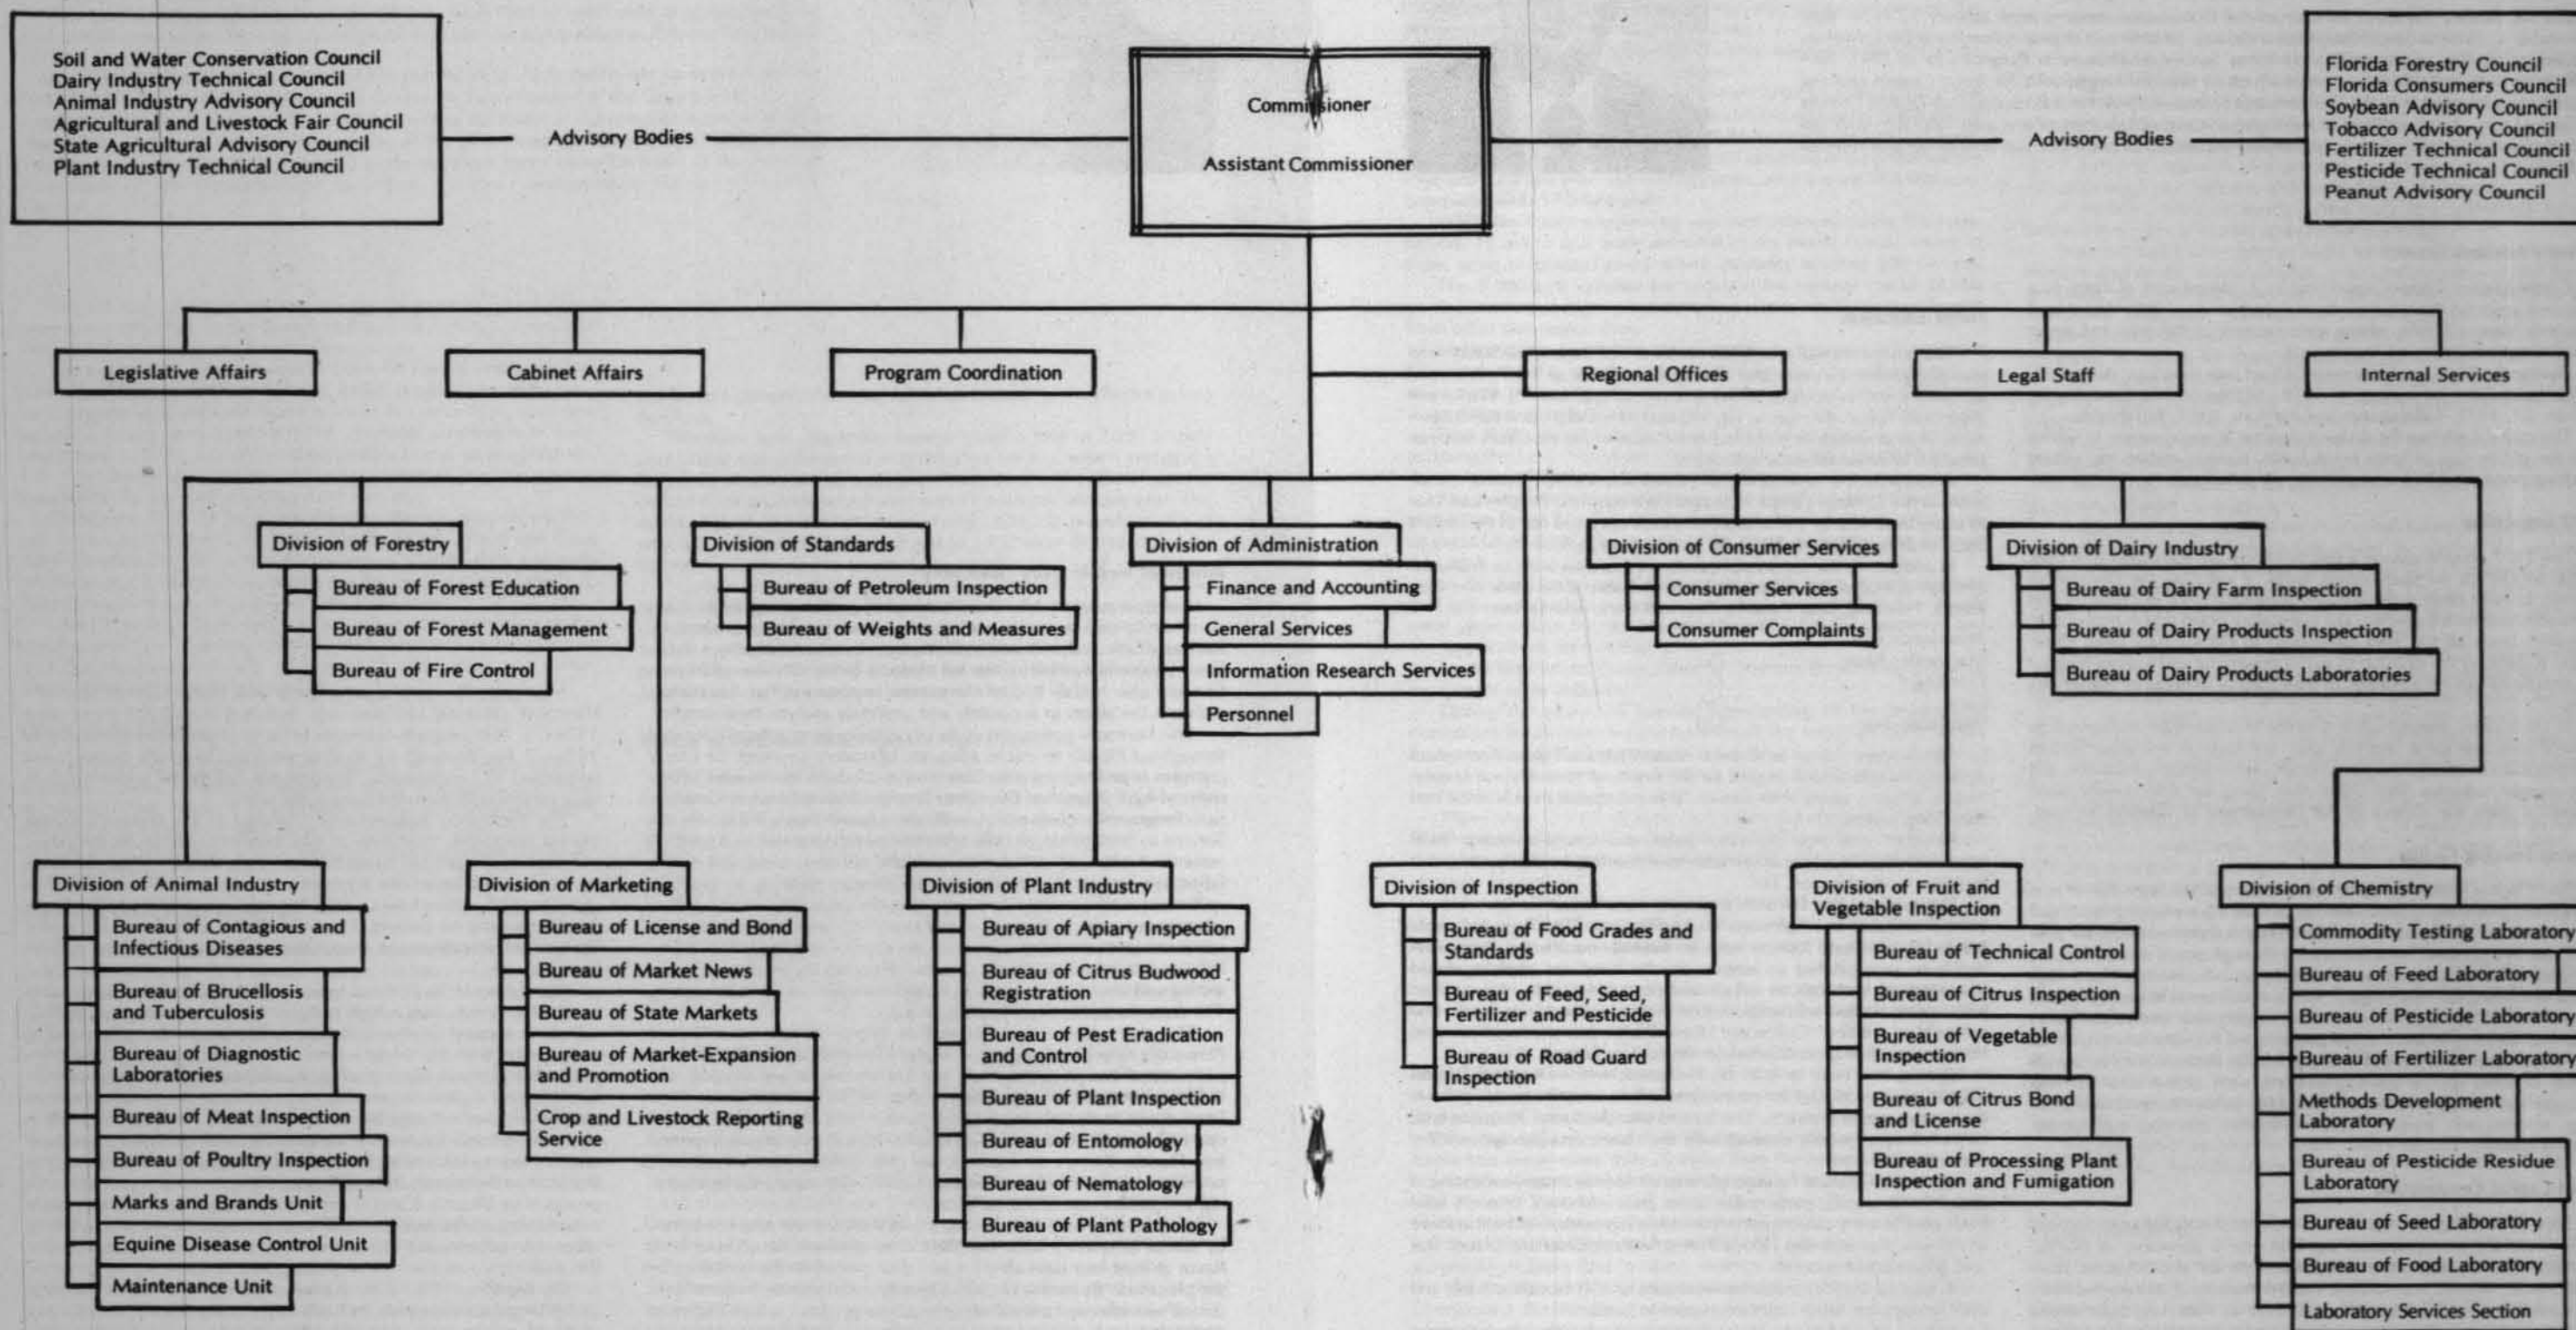 Soil and Water Conservation Council
Dairy Industry Technical Council
Animal Industry Advisory Council
Agricultural and Livestock Fair Council
State Agricultural Advisory Council
Plant Industry Technical Council
Advisory Bodies
Commissioner
Assistant Commissioner
Advisory Bodies
Florida Forestry Council
Florida Consumers Council
Soybean Advisory Council
Tobacco Advisory Council
Fertilizer Technical Council
Pesticide Technical Council
Peanut Advisory Council
Legislative Affairs
Cabinet Affairs
Program Coordination
Regional Offices
Legal Staff
Internal Services
Division of Forestry
Bureau of Forest Education
Bureau of Forest Management
Bureau of Fire Control
Division of Standards
Bureau of Petroleum Inspection
Bureau of Weights and Measures
Division of Administration
Finance and Accounting
General Services
Information Research Services
Personnel
Division of Consumer Services
Consumer Services
Consumer Complaints
Division of Dairy Industry
Bureau of Dairy Farm Inspection
Bureau of Dairy Products Inspection
Bureau of Dairy Products Laboratories
Division of Animal Industry
Bureau of Contagious and
Infectious Diseases
Bureau of Brucellosis
and Tuberculosis
Bureau of Diagnostic
Laboratories
Bureau of Meat Inspection
Bureau of Poultry Inspection
Marks and Brands Unit
Equine Disease Control Unit
Maintenance Unit
Division of Marketing
Bureau of License and Bond
Bureau of Market News
Bureau of State Markets
Bureau of Market-Expansion
and Promotion
Crop and Livestock Reporting
Service
Division of Plant Industry
Bureau of Apiary Inspection
Bureau of Citrus Budwood
Registration
Bureau of Pest Eradication
and Control
Bureau of Plant Inspection
Bureau of Entomology
Bureau of Nematology
Bureau of Plant Pathology
Division of Inspection
Bureau of Food Grades and
Standards
Bureau of Feed, Seed,
Fertilizer and Pesticide
Bureau of Road Guard
Inspection
Division of Fruit and
Vegetable Inspection
Bureau of Technical Control
Bureau of Citrus Inspection
Bureau of Vegetable
Inspection
Bureau of Citrus Bond
and License
Bureau of Processing Plant
Inspection and Fumigation
Division of Chemistry
Commodity Testing Laboratory
Bureau of Feed Laboratory
Bureau of Pesticide Laboratory
Bureau of Fertilizer Laboratory
Methods Development
Laboratory
Bureau of Pesticide Residue
Laboratory
Bureau of Seed Laboratory
Bureau of Food Laboratory
Laboratory Services Section